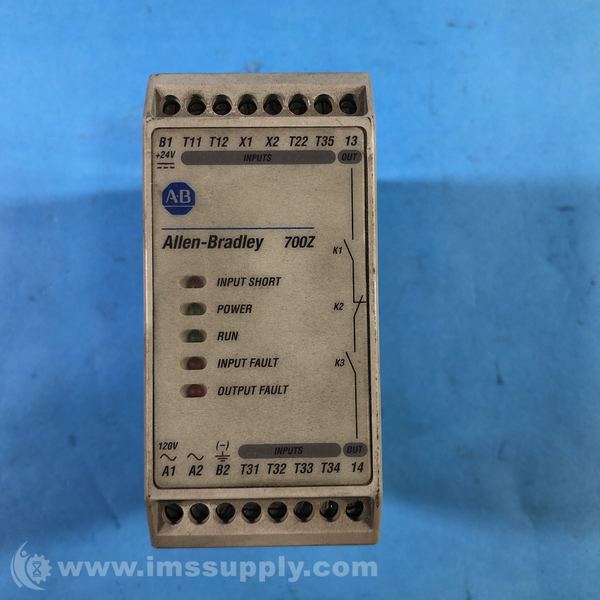 B1 T11 T12 X1 X2 T22 T35 13
+24V INPUTS OUT
A-B
Allen-Bradley 700Z
K1
INPUT SHORT
K2
POWER
RUN
INPUT FAULT
K3
OUTPUT FAULT
120V (-) INPUTS OUT
A1 A2 B2 T31 T32 T33 T34 14
www.imssupply.com